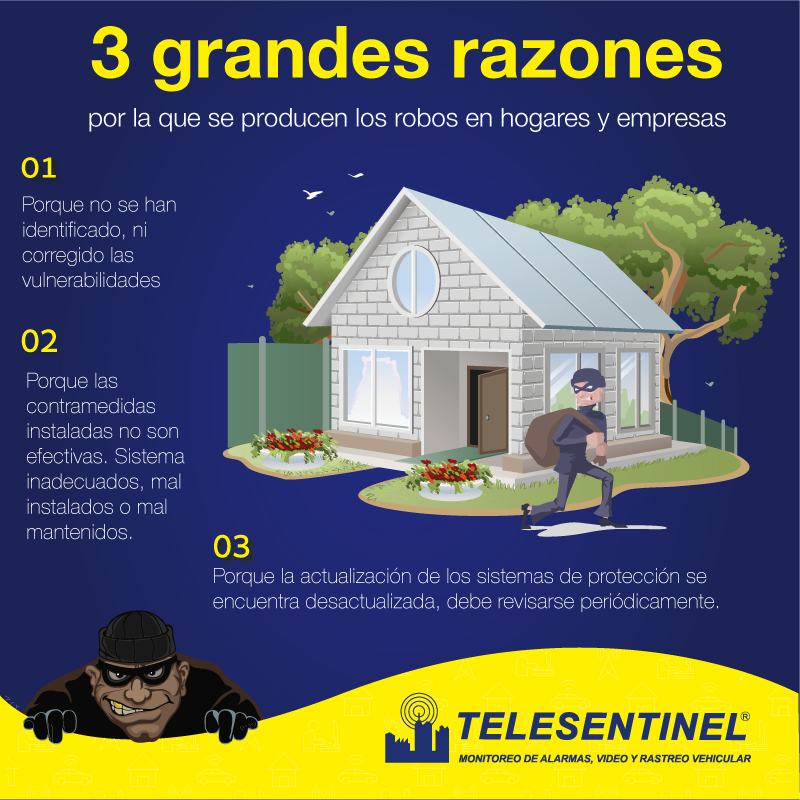 3 grandes razones
por la que se producen los robos en hogares y empresas
01
Porque no se han
identificado, ni
corregido las
vulnerabilidades
02
Porque las
contramedidas
instaladas no son
efectivas. Sistema
inadecuados, mal
instalados o mal
mantenidos.
03
Porque la actualización de los sistemas de protección se
encuentra desactualizada, debe revisarse periódicamente.
TELESENTINEL®
MONITOREO DE ALARMAS, VIDEO Y RASTREO VEHICULAR